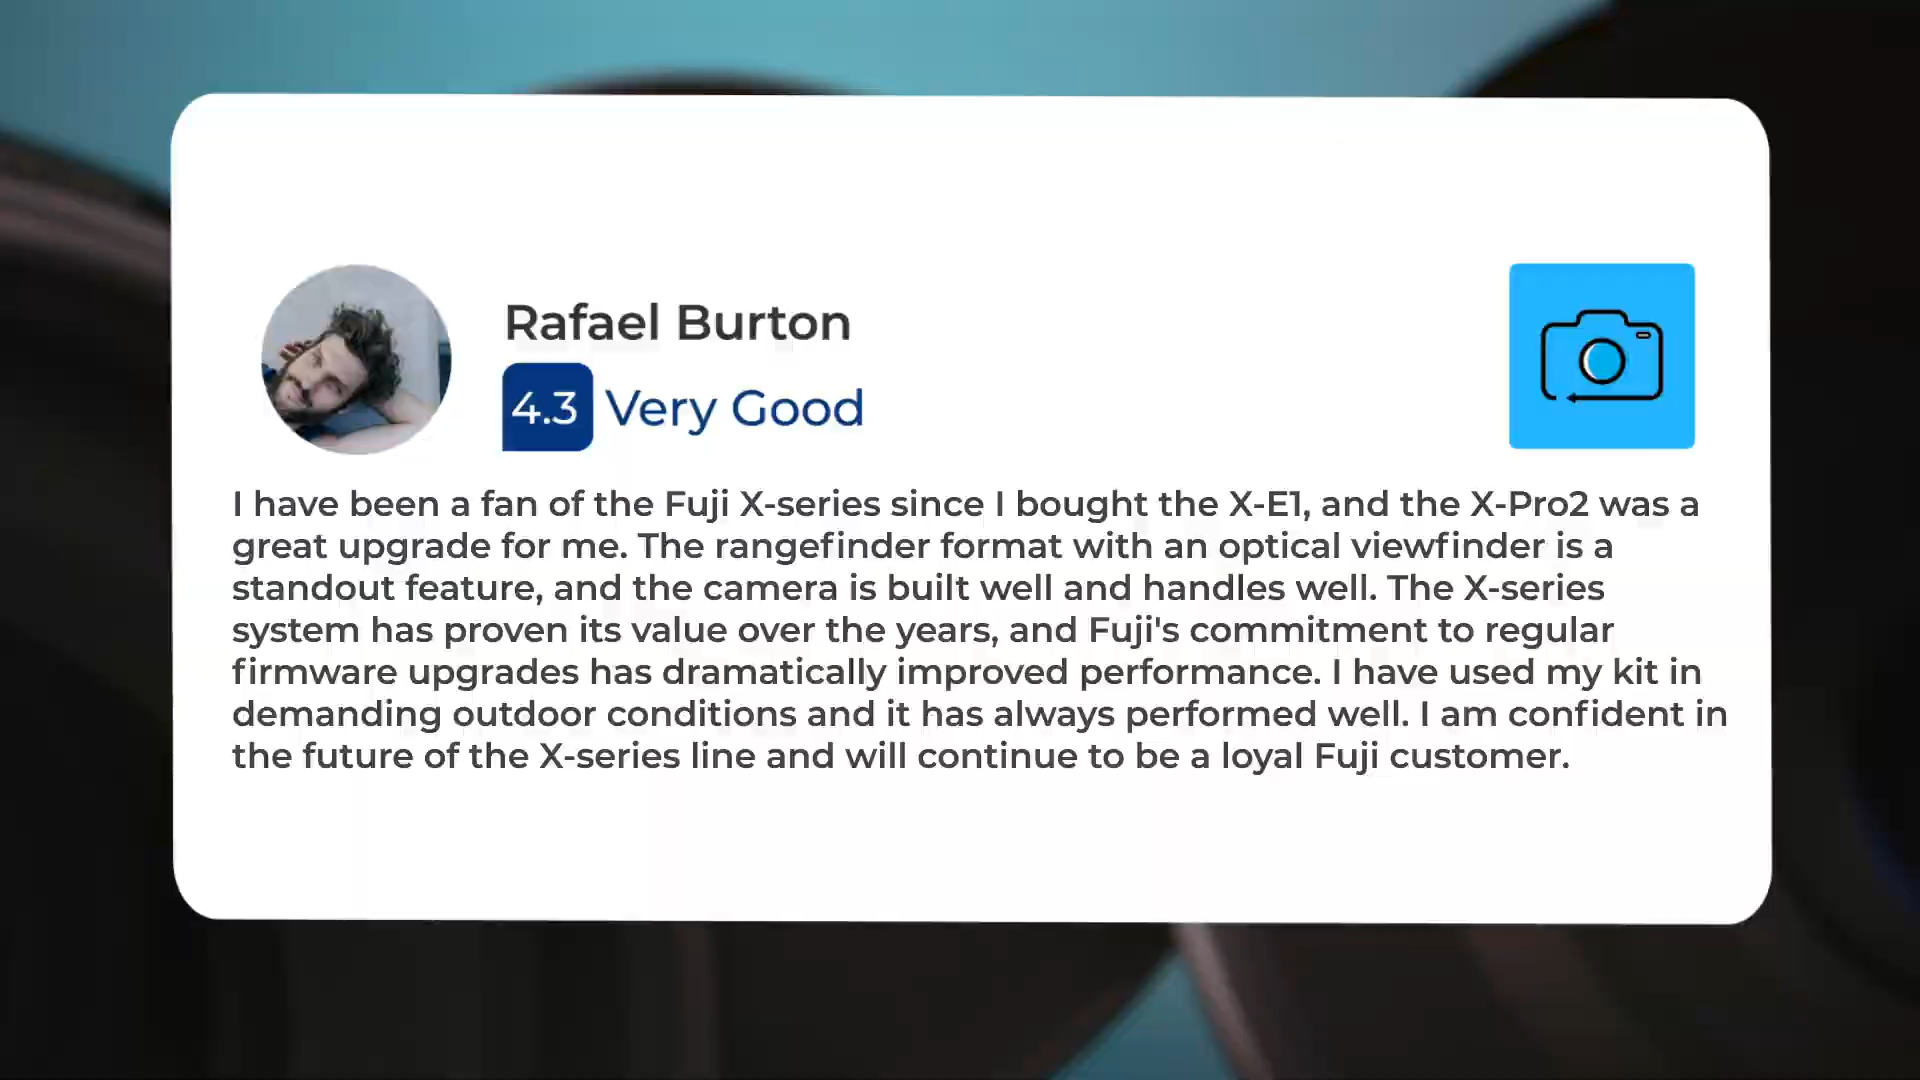 Rafael Burton
4.3 Very Good
I have been a fan of the Fuji X-series since I bought the X-E1, and the X-Pro2 was a
great upgrade for me. The rangefinder format with an optical viewfinder is a
standout feature, and the camera is built well and handles well. The X-series
system has proven its value over the years, and Fuji's commitment to regular
firmware upgrades has dramatically improved performance. I have used my kit in
demanding outdoor conditions and it has always performed well. I am confident in
the future of the X-series line and will continue to be a loyal Fuji customer.